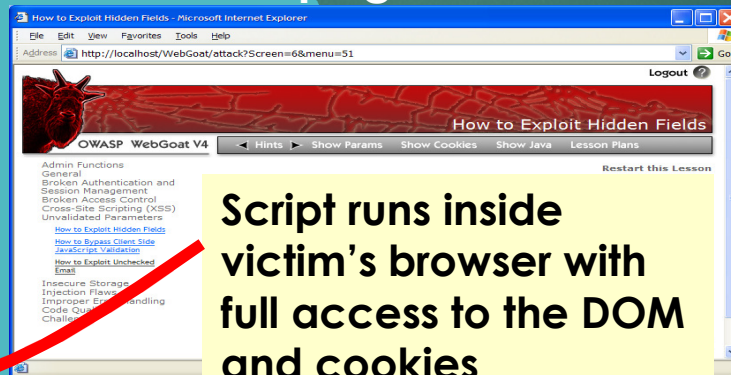 How to Exploit Hidden Fields - Microsoft Internet Explorer
File Edit View Favorites Tools Help
Address http://localhost/WebGoat/attack?Screen=6&menu=51 Go
Logout ?
How to Exploit Hidden Fields
OWASP WebGoat V4 Hints Show Params Show Cookies Show Java Lesson Plans
Restart this Lesson
Admin Functions
General
Broken Authentication and
Session Management
Broken Access Control
Cross-Site Scripting (XSS)
Unvalidated Parameters
How to Exploit Hidden Fields
How to Bypass Client Side
JavaScript Validation
How to Exploit Unchecked
Email
Insecure Storage
Injection Flaws
Improper Handling
Code
Script runs inside
victim's browser with
full access to the DOM
and cookies